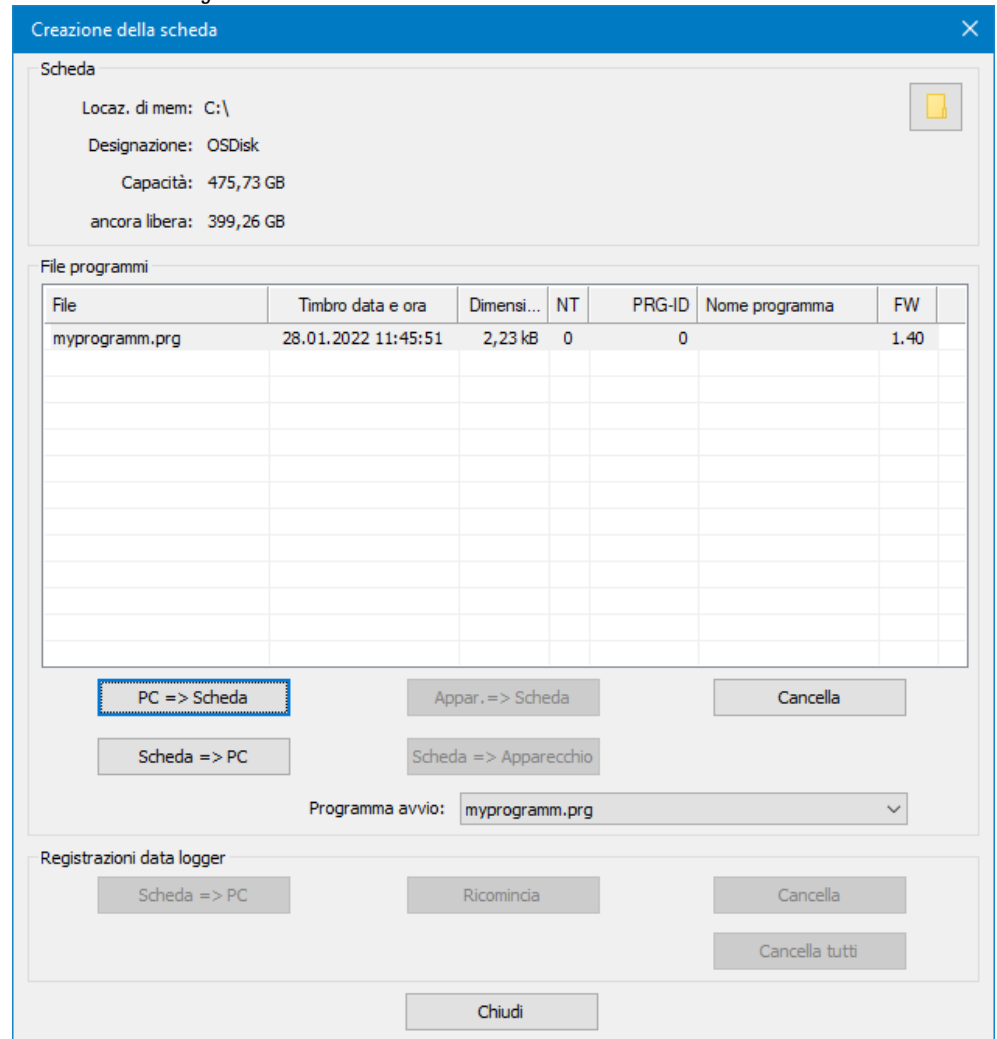 Creazione della scheda
Scheda
Locaz. di mem: C:\
Designazione: OSDisk
Capacità: 475,73 GB
ancora libera: 399,26 GB
File programmi
File Timbro data e ora Dimensi... NT PRG-ID Nome programma FW
myprogramm.prg 28.01.2022 11:45:51 2,23 kB 0 0 1.40
PC => Scheda Appar.=> Scheda Cancella
Scheda => PC Scheda => Apparecchio
Programma avvio: myprogramm.prg
Registrazioni data logger
Scheda => PC Ricomincia Cancella
Cancella tutti
Chiudi